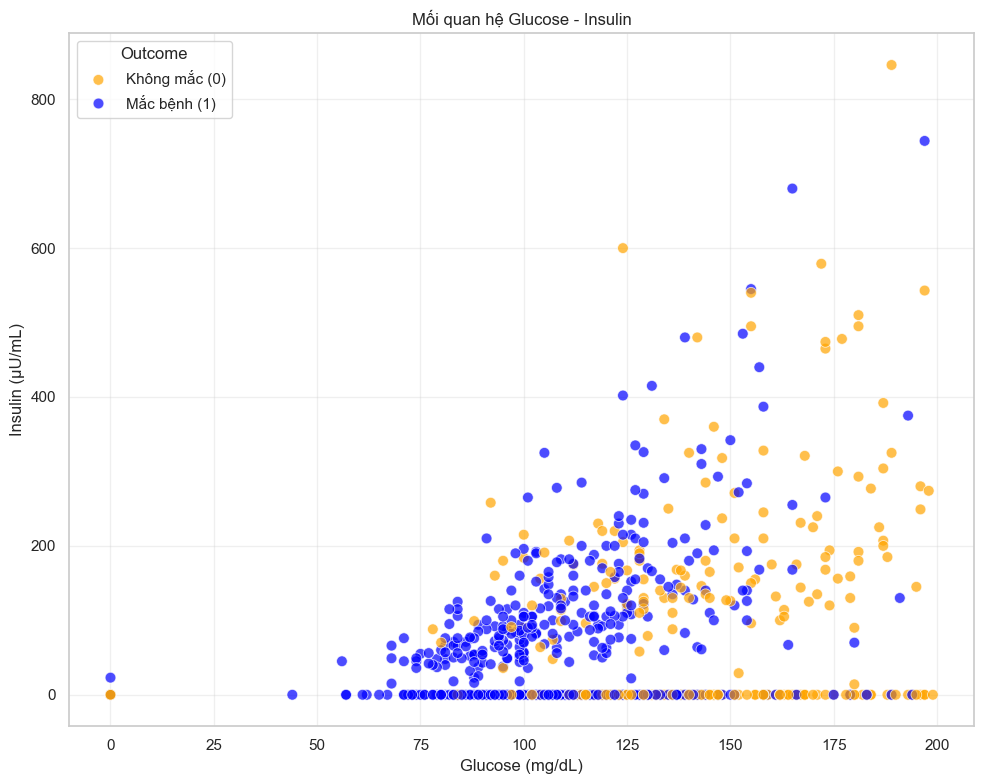 Mối quan hệ Glucose - Insulin
Outcome
Không mắc (0)
Mắc bệnh (1)
Insulin (μU/mL)
800
600
400
200
0
0 25 50 75 100 125 150 175 200
Glucose (mg/dL)